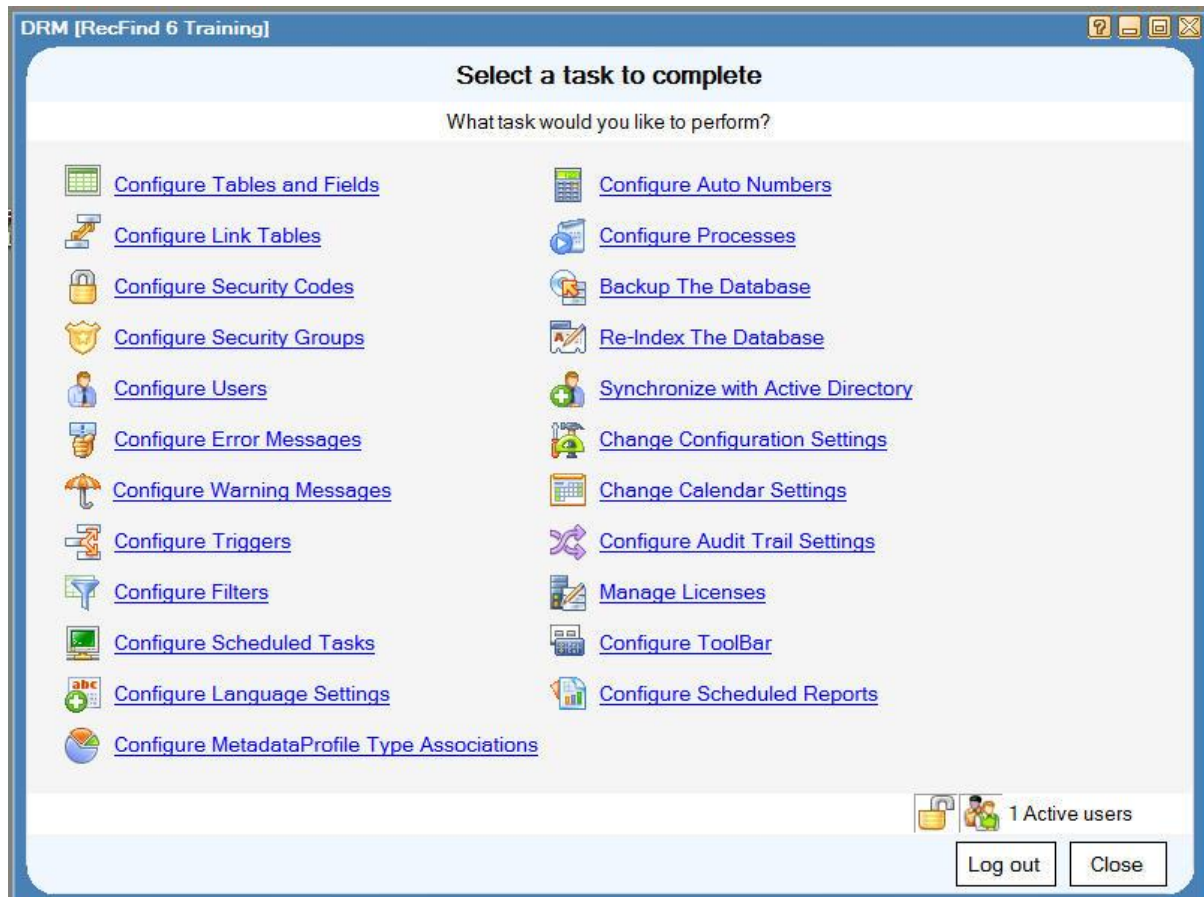 DRM [RecFind 6 Training]
Select a task to complete
What task would you like to perform?
Configure Tables and Fields
Configure Link Tables
Configure Security Codes
Configure Security Groups
Configure Users
Configure Error Messages
Configure Warning Messages
Configure Triggers
Configure Filters
Configure Scheduled Tasks
abc
Configure Language Settings
Configure MetadataProfile Type Associations
Configure Auto Numbers
Configure Processes
Backup The Database
Re-Index The Database
Synchronize with Active Directory
Change Configuration Settings
Change Calendar Settings
Configure Audit Trail Settings
Manage Licenses
Configure ToolBar
Configure Scheduled Reports
1 Active users
Log out
Close